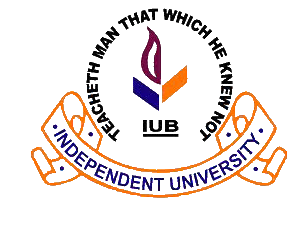 TEACHETH MAN THAT WHICH HE KNEW NOT
IUB
· INDEPENDENT UNIVERSITY ·